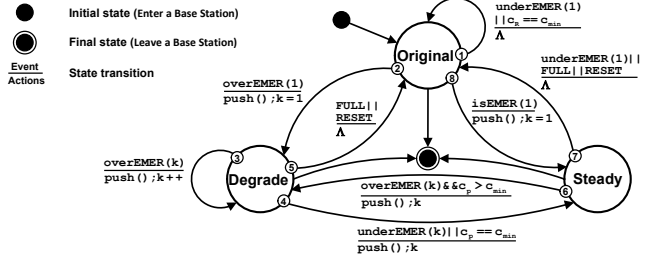 Initial state (Enter a Base Station)
Final state (Leave a Base Station)
Event
Actions
State transition
underEMER(1)
||c_R == c_min
Λ
Original
1
2
8
overEMER(1)
push();k=1
FULL||
RESET
Λ
isEMER(1)
push();k=1
underEMER(1)||
FULL||RESET
Λ
overEMER(k)
push();k++
3
Degrade
5
4
overEMER(k)&&c_p > c_min
push();k
7
Steady
6
underEMER(k)||c_p == c_min
push();k